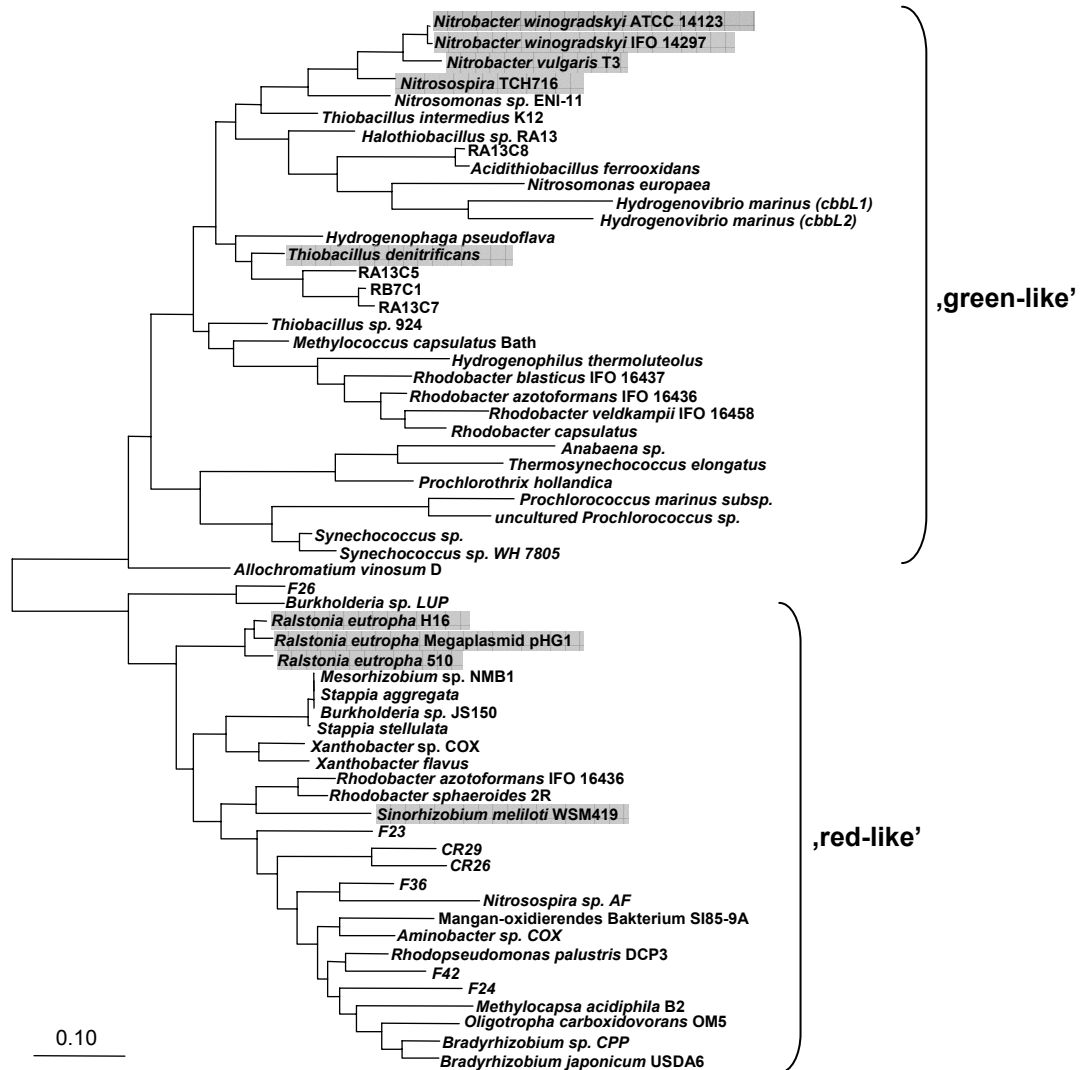 Nitrobacter winogradskyi ATCC 14123
Nitrobacter winogradskyi IFO 14297
Nitrobacter vulgaris T3
Nitrosospira TCH716
Nitrosomonas sp. ENI-11
Thiobacillus intermedius K12
Halothiobacillus sp. RA13
RA13C8
Acidithiobacillus ferrooxidans
Nitrosomonas europaea
Hydrogenovibrio marinus (cbbL1)
Hydrogenovibrio marinus (cbbL2)
Hydrogenophaga pseudoflava
Thiobacillus denitrificans
RA13C5
RB7C1
RA13C7
‚green-like’
Thiobacillus sp. 924
Methylococcus capsulatus Bath
Hydrogenophilus thermoluteolus
Rhodobacter blasticus IFO 16437
Rhodobacter azotoformans IFO 16436
Rhodobacter veldkampii IFO 16458
Rhodobacter capsulatus
Anabaena sp.
Thermosynechococcus elongatus
Prochlorothrix hollandica
Prochlorococcus marinus subsp.
uncultured Prochlorococcus sp.
Synechococcus sp.
Synechococcus sp. WH 7805
Allochromatium vinosum D
F26
Burkholderia sp. LUP
Ralstonia eutropha H16
Ralstonia eutropha Megaplasmid pHG1
Ralstonia eutropha 510
Mesorhizobium sp. NMB1
Stappia aggregata
Burkholderia sp. JS150
Stappia stellulata
Xanthobacter sp. COX
Xanthobacter flavus
Rhodobacter azotoformans IFO 16436
Rhodobacter sphaeroides 2R
Sinorhizobium meliloti WSM419
F23
‚red-like’
CR29
CR26
F36
Nitrosospira sp. AF
Mangan-oxidierendes Bakterium SI85-9A
Aminobacter sp. COX
Rhodopseudomonas palustris DCP3
F42
F24
Methylocapsa acidiphila B2
Oligotropha carboxidovorans OM5
Bradyrhizobium sp. CPP
Bradyrhizobium japonicum USDA6
0.10